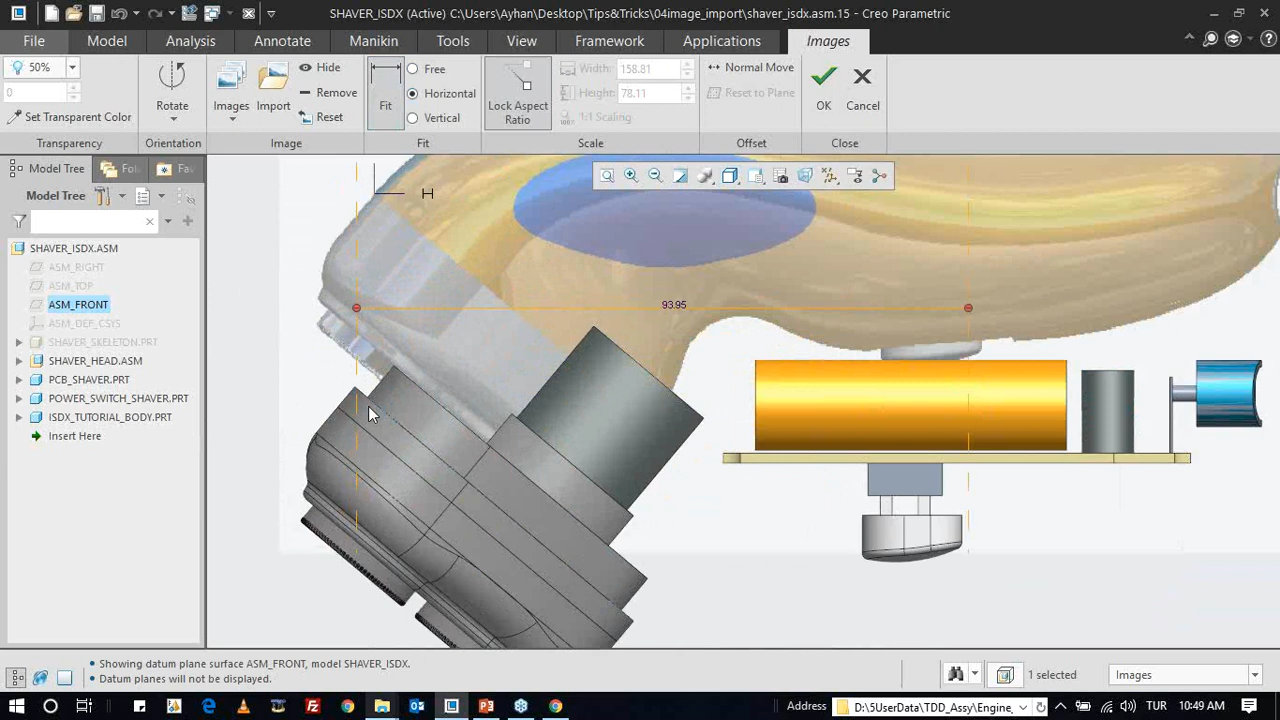 SHAVER_ISDX (Active) C:\Users\Ayhan\Desktop\Tips&Tricks\04image_import\shaver_isdx.asm.15 - Creo Parametric
File Model Analysis Annotate Manikin Tools View Framework Applications Images
50%
0
Set Transparent Color
Transparency
Rotate
Orientation
Images
Import
Hide
Remove
Reset
Image
Fit
Free
Horizontal
Vertical
Fit
Lock Aspect
Ratio
Width: 158.81
Height: 78.11
1:1 Scaling
Scale
Normal Move
Reset to Plane
Offset
OK
Cancel
Close
Model Tree
Fol
Fav
Model Tree
SHAVER_ISDX.ASM
ASM_RIGHT
ASM_TOP
ASM_FRONT
ASM_DEF_CSYS
SHAVER_SKELETON.PRT
SHAVER_HEAD.ASM
PCB_SHAVER.PRT
POWER_SWITCH_SHAVER.PRT
ISDX_TUTORIAL_BODY.PRT
Insert Here
H
93.95
Showing datum plane surface ASM_FRONT, model SHAVER_ISDX.
Datum planes will not be displayed.
1 selected
Images
Address D:\5UserData\TDD_Assy\Engine_
TUR
10:49 AM